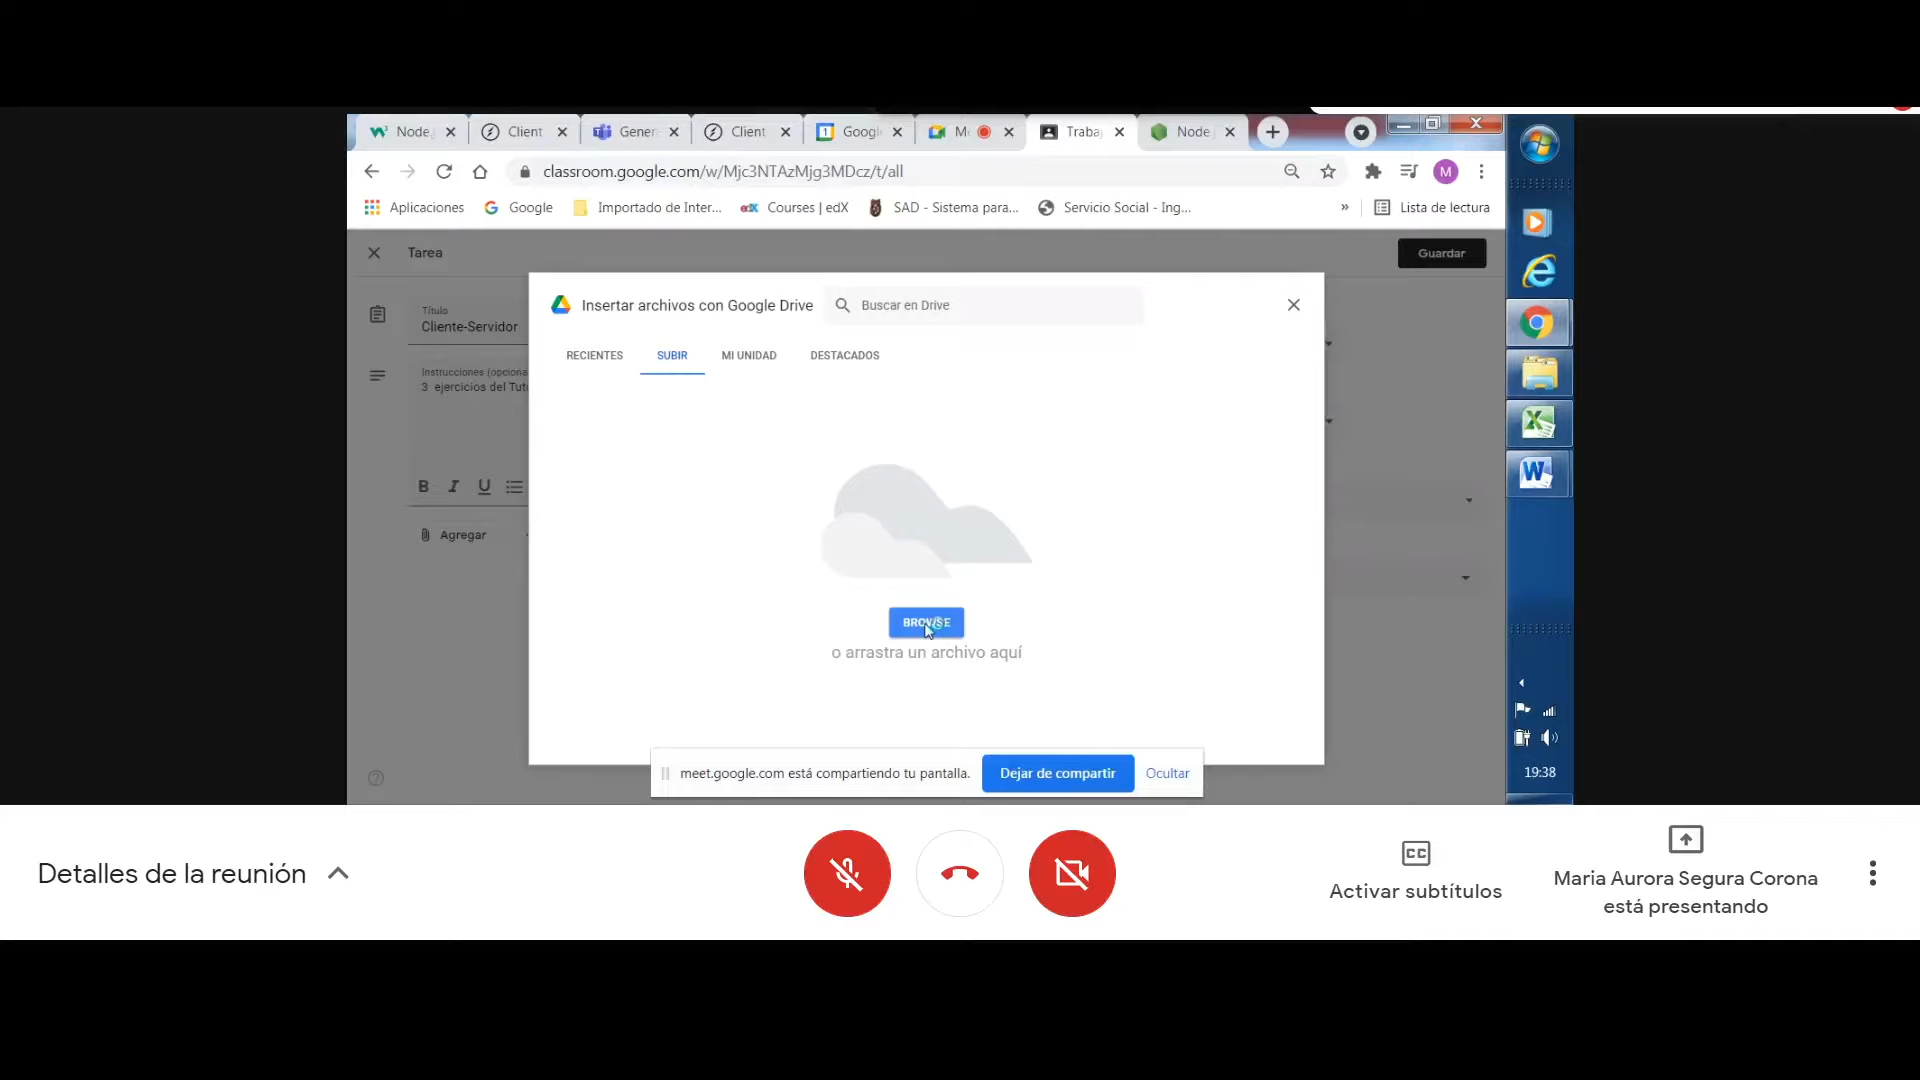 Node. Client Gener Client Googl M Traba Node
classroom.google.com/w/Mjc3NTAzMjg3MDcz/t/all M
Aplicaciones Google Importado de Inter... edX Courses | edX SAD - Sistema para... Servicio Social - Ing... » Lista de lectura
Tarea Guardar
Título
Cliente-Servidor
Instrucciones (opciona
3 ejercicios del Tut
B I U
Agregar
Insertar archivos con Google Drive Buscar en Drive
RECIENTES SUBIR MI UNIDAD DESTACADOS
BROWSE
o arrastra un archivo aquí
meet.google.com está compartiendo tu pantalla. Dejar de compartir Ocultar
19:38
Detalles de la reunión
CC
Activar subtítulos
Maria Aurora Segura Corona
está presentando